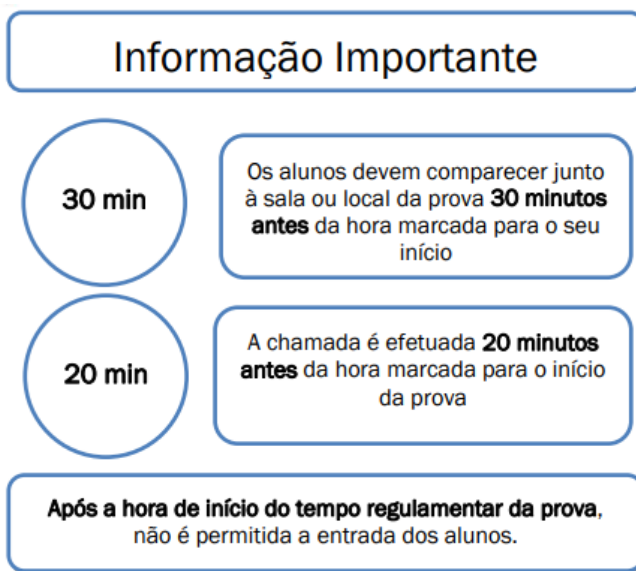 Informação Importante
30 min
Os alunos devem comparecer junto
à sala ou local da prova 30 minutos
antes da hora marcada para o seu
início
20 min
A chamada é efetuada 20 minutos
antes da hora marcada para o início
da prova
Após a hora de início do tempo regulamentar da prova,
não é permitida a entrada dos alunos.